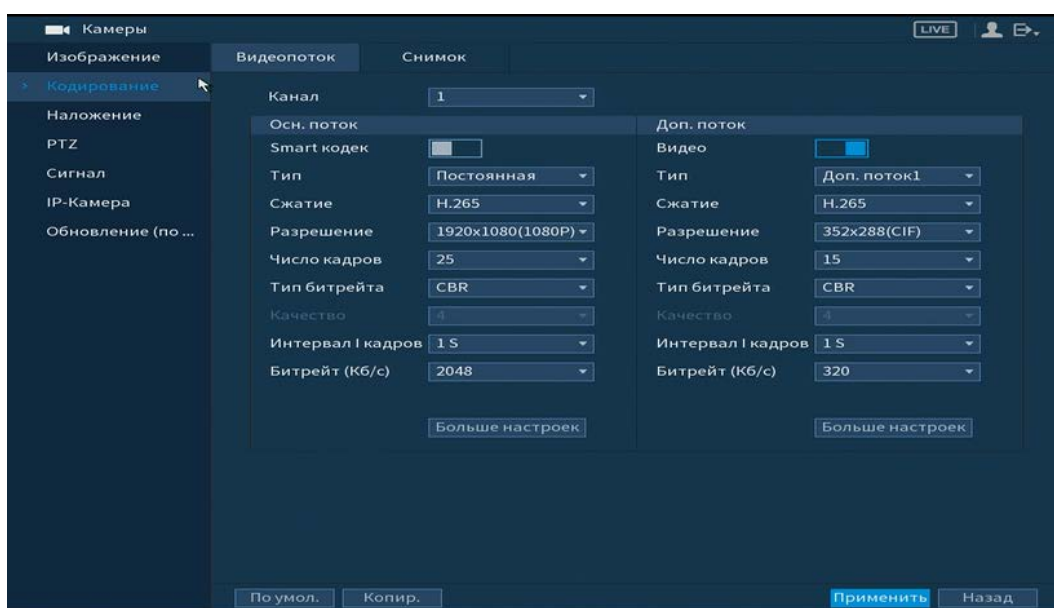 Камеры
LIVE
Изображение
Кодирование
Наложение
PTZ
Сигнал
IP-Камера
Обновление (по ...
Видеопоток Снимок
Канал 1
Осн. поток Доп. поток
Smart кодек Видео
Тип Постоянная Тип Доп. поток1
Сжатие H.265 Сжатие H.265
Разрешение 1920x1080(1080P) Разрешение 352x288(CIF)
Число кадров 25 Число кадров 15
Тип битрейта CBR Тип битрейта CBR
Качество 4 Качество 4
Интервал I кадров 1 S Интервал I кадров 1 S
Битрейт (Кб/с) 2048 Битрейт (Кб/с) 320
Больше настроек Больше настроек
По умол. Копир. Применить Назад